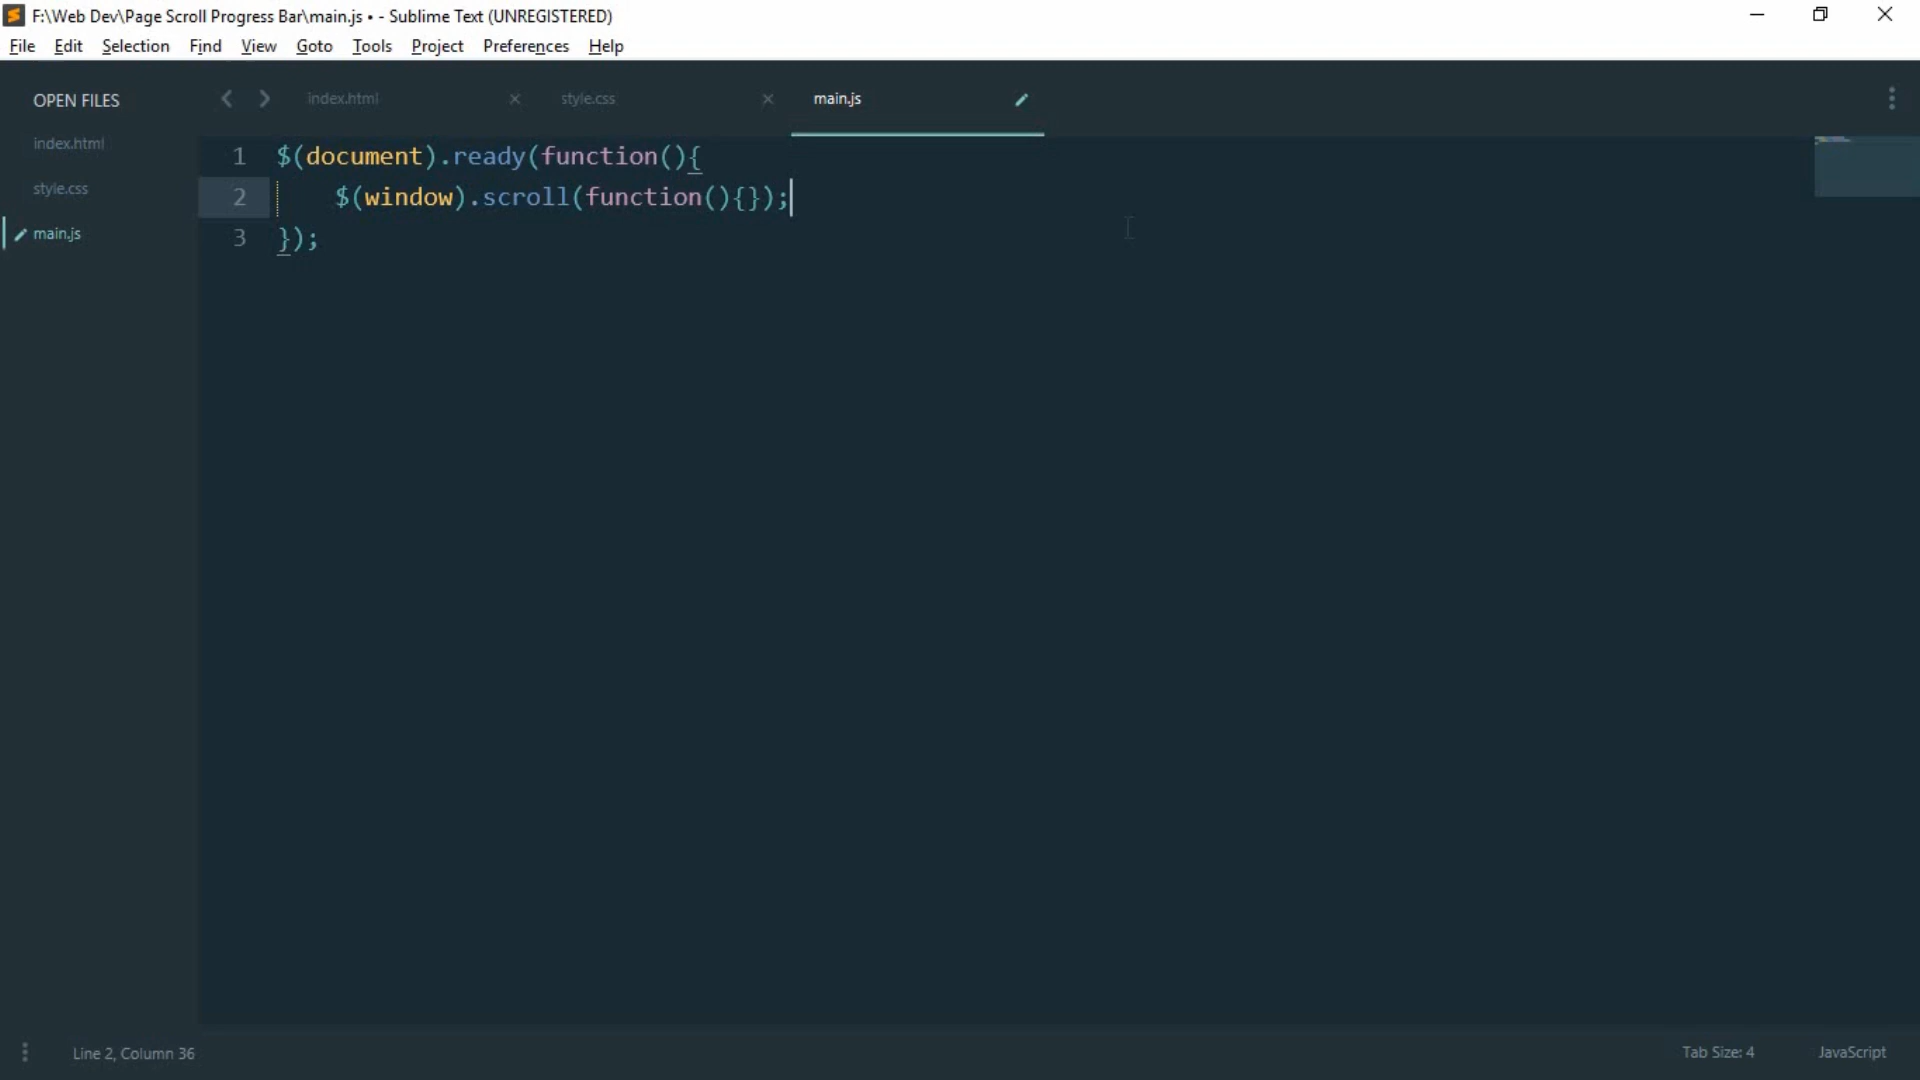 F:\Web Dev\Page Scroll Progress Bar\main.js • - Sublime Text (UNREGISTERED)
File Edit Selection Find View Goto Tools Project Preferences Help
OPEN FILES
index.html
style.css
main.js
index.html style.css main.js
1 $(document).ready(function(){
2     $(window).scroll(function(){});
3 });
Line 2, Column 36 Tab Size: 4 JavaScript